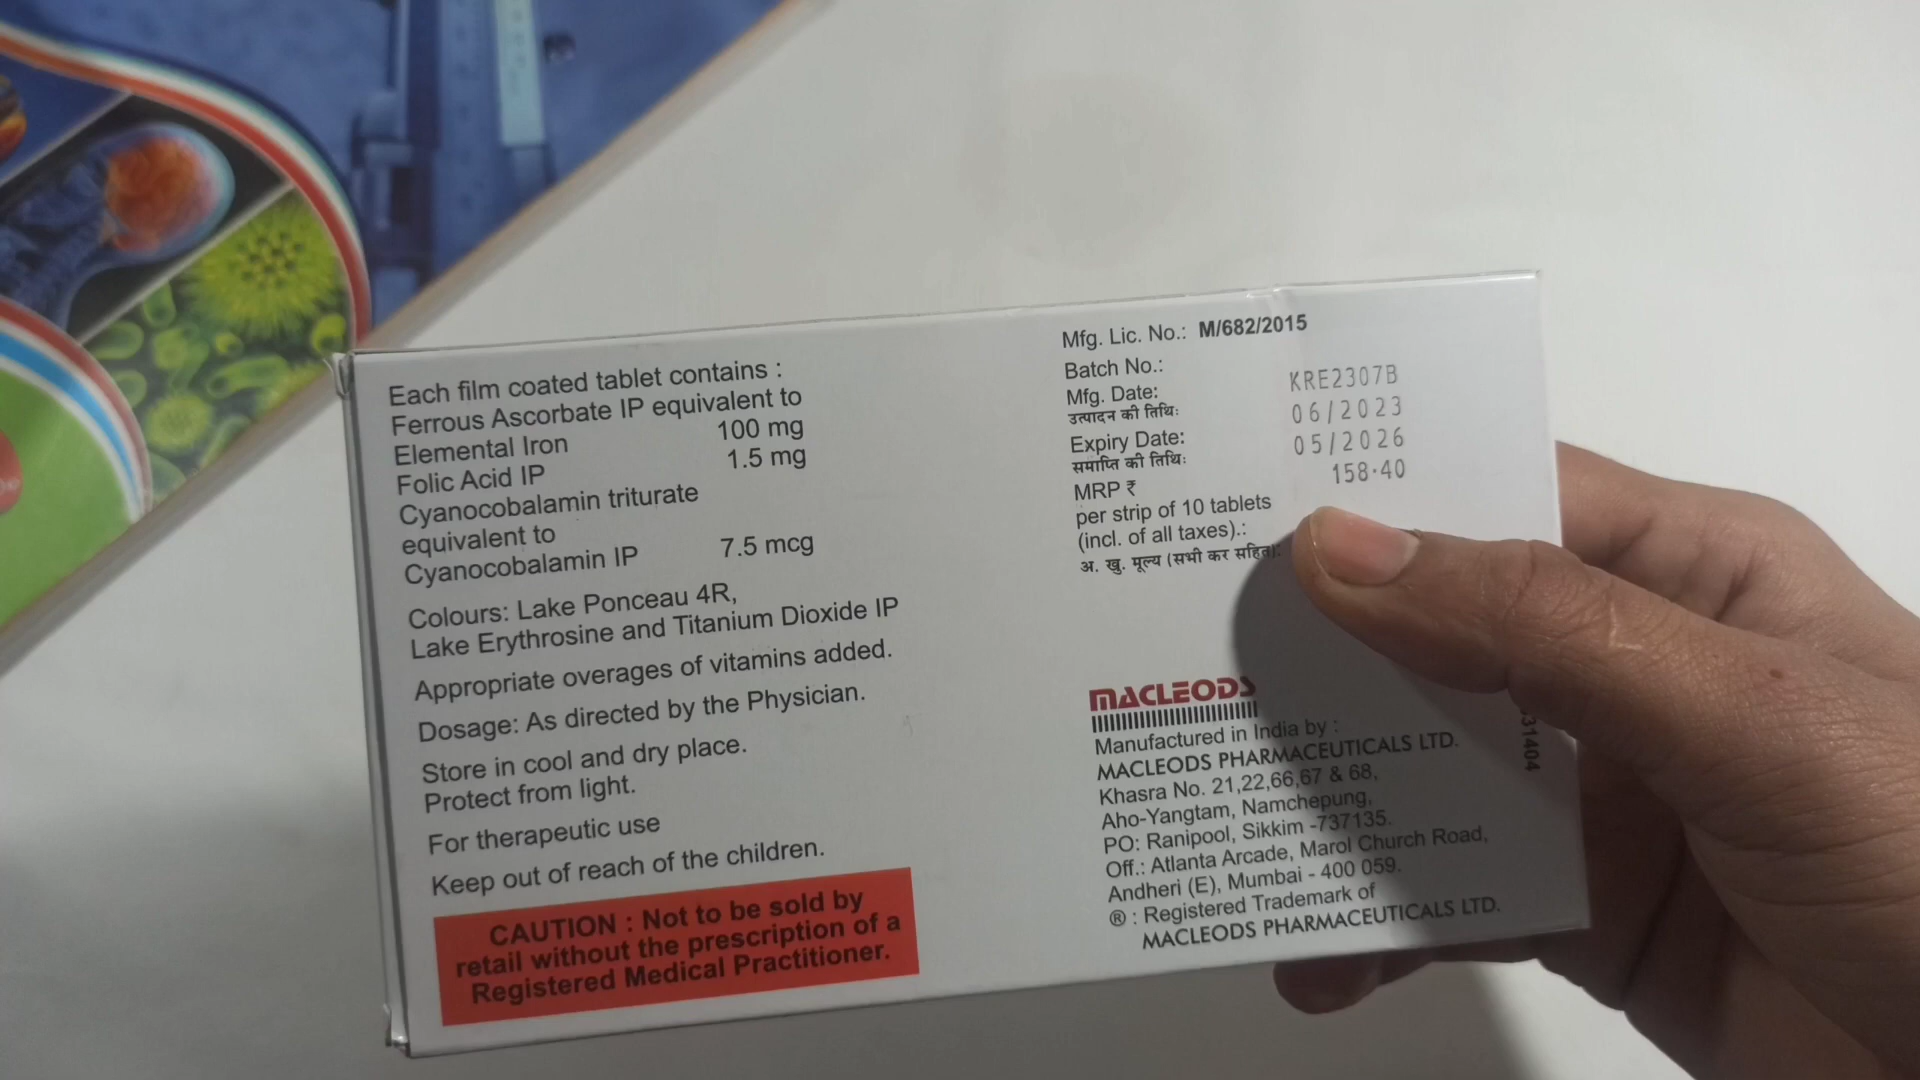 Each film coated tablet contains :
Ferrous Ascorbate IP equivalent to
Elemental Iron 100 mg
Folic Acid IP 1.5 mg
Cyanocobalamin triturate
equivalent to
Cyanocobalamin IP 7.5 mcg
Colours: Lake Ponceau 4R,
Lake Erythrosine and Titanium Dioxide IP
Appropriate overages of vitamins added.
Dosage: As directed by the Physician.
Store in cool and dry place.
Protect from light.
For therapeutic use
Keep out of reach of the children.
CAUTION : Not to be sold by
retail without the prescription of a
Registered Medical Practitioner.
Mfg. Lic. No.: M/682/2015
Batch No.: KRE2307B
Mfg. Date: 06/2023
उत्पादन की तिथि:
Expiry Date: 05/2026
समाप्ति की तिथि:
MRP ₹ 158.40
per strip of 10 tablets
(incl. of all taxes).:
अ. खु. मूल्य (सभी कर सहित):
MACLEODS
Manufactured in India by :
MACLEODS PHARMACEUTICALS LTD.
Khasra No. 21,22,66,67 & 68,
Aho-Yangtam, Namchepung,
PO: Ranipool, Sikkim -737135.
Off.: Atlanta Arcade, Marol Church Road,
Andheri (E), Mumbai - 400 059.
® : Registered Trademark of
MACLEODS PHARMACEUTICALS LTD.